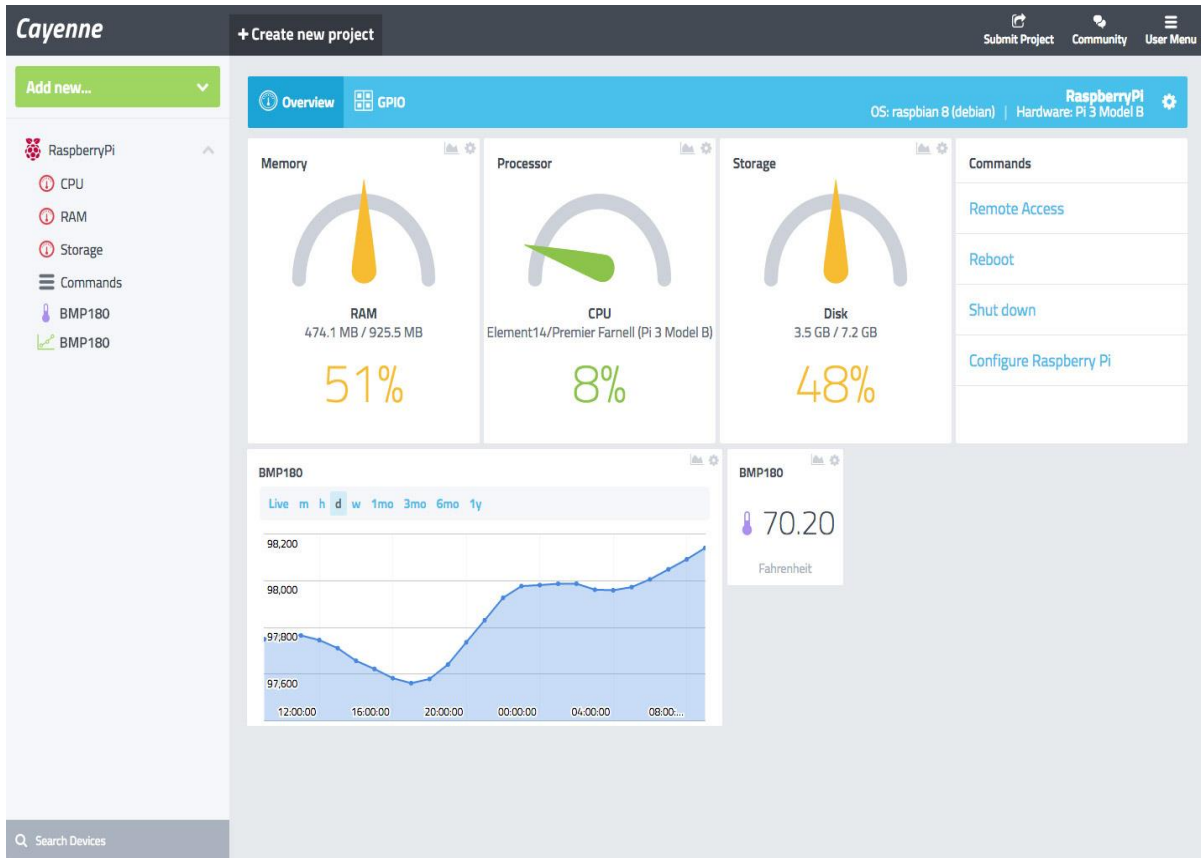 Cayenne
+ Create new project
Submit Project
Community
User Menu
Add new...
RaspberryPi
CPU
RAM
Storage
Commands
BMP180
BMP180
Search Devices
Overview
GPIO
RaspberryPi
OS: raspbian 8 (debian) | Hardware: Pi 3 Model B
Memory
RAM
474.1 MB / 925.5 MB
51%
Processor
CPU
Element14/Premier Farnell (Pi 3 Model B)
8%
Storage
Disk
3.5 GB / 7.2 GB
48%
Commands
Remote Access
Reboot
Shut down
Configure Raspberry Pi
BMP180
Live m h d w 1mo 3mo 6mo 1y
98,200
98,000
97,800
97,600
12:00:00 16:00:00 20:00:00 00:00:00 04:00:00 08:00:...
BMP180
70.20
Fahrenheit